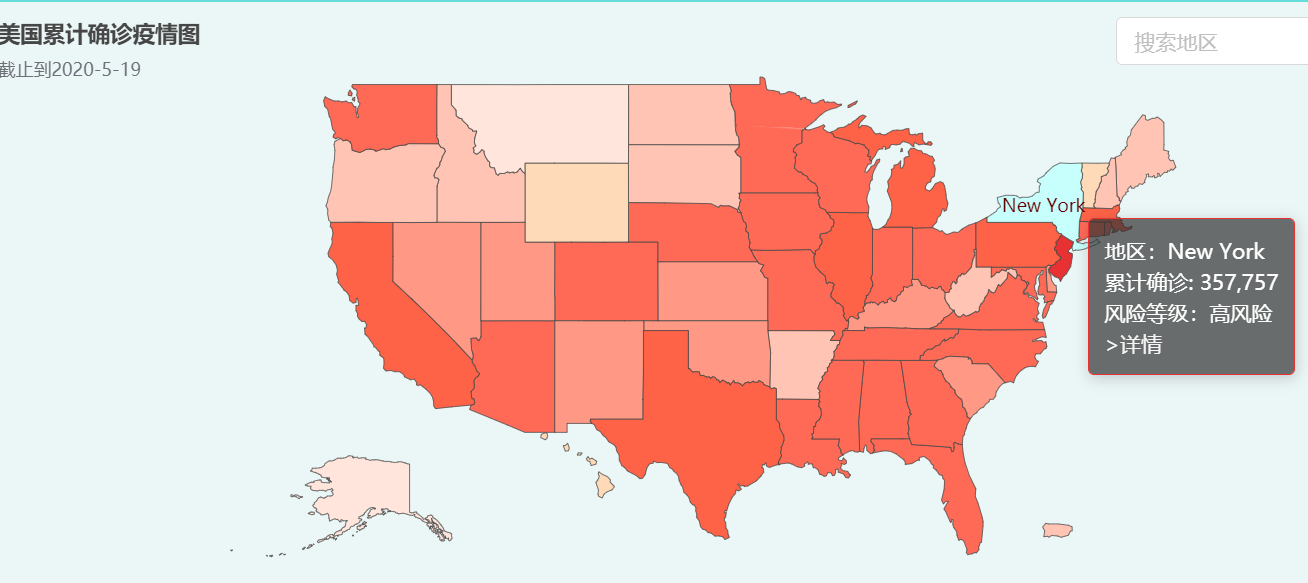 美国累计确诊疫情图
截止到2020-5-19
搜索地区
New York
地区：New York
累计确诊: 357,757
风险等级：高风险
>详情